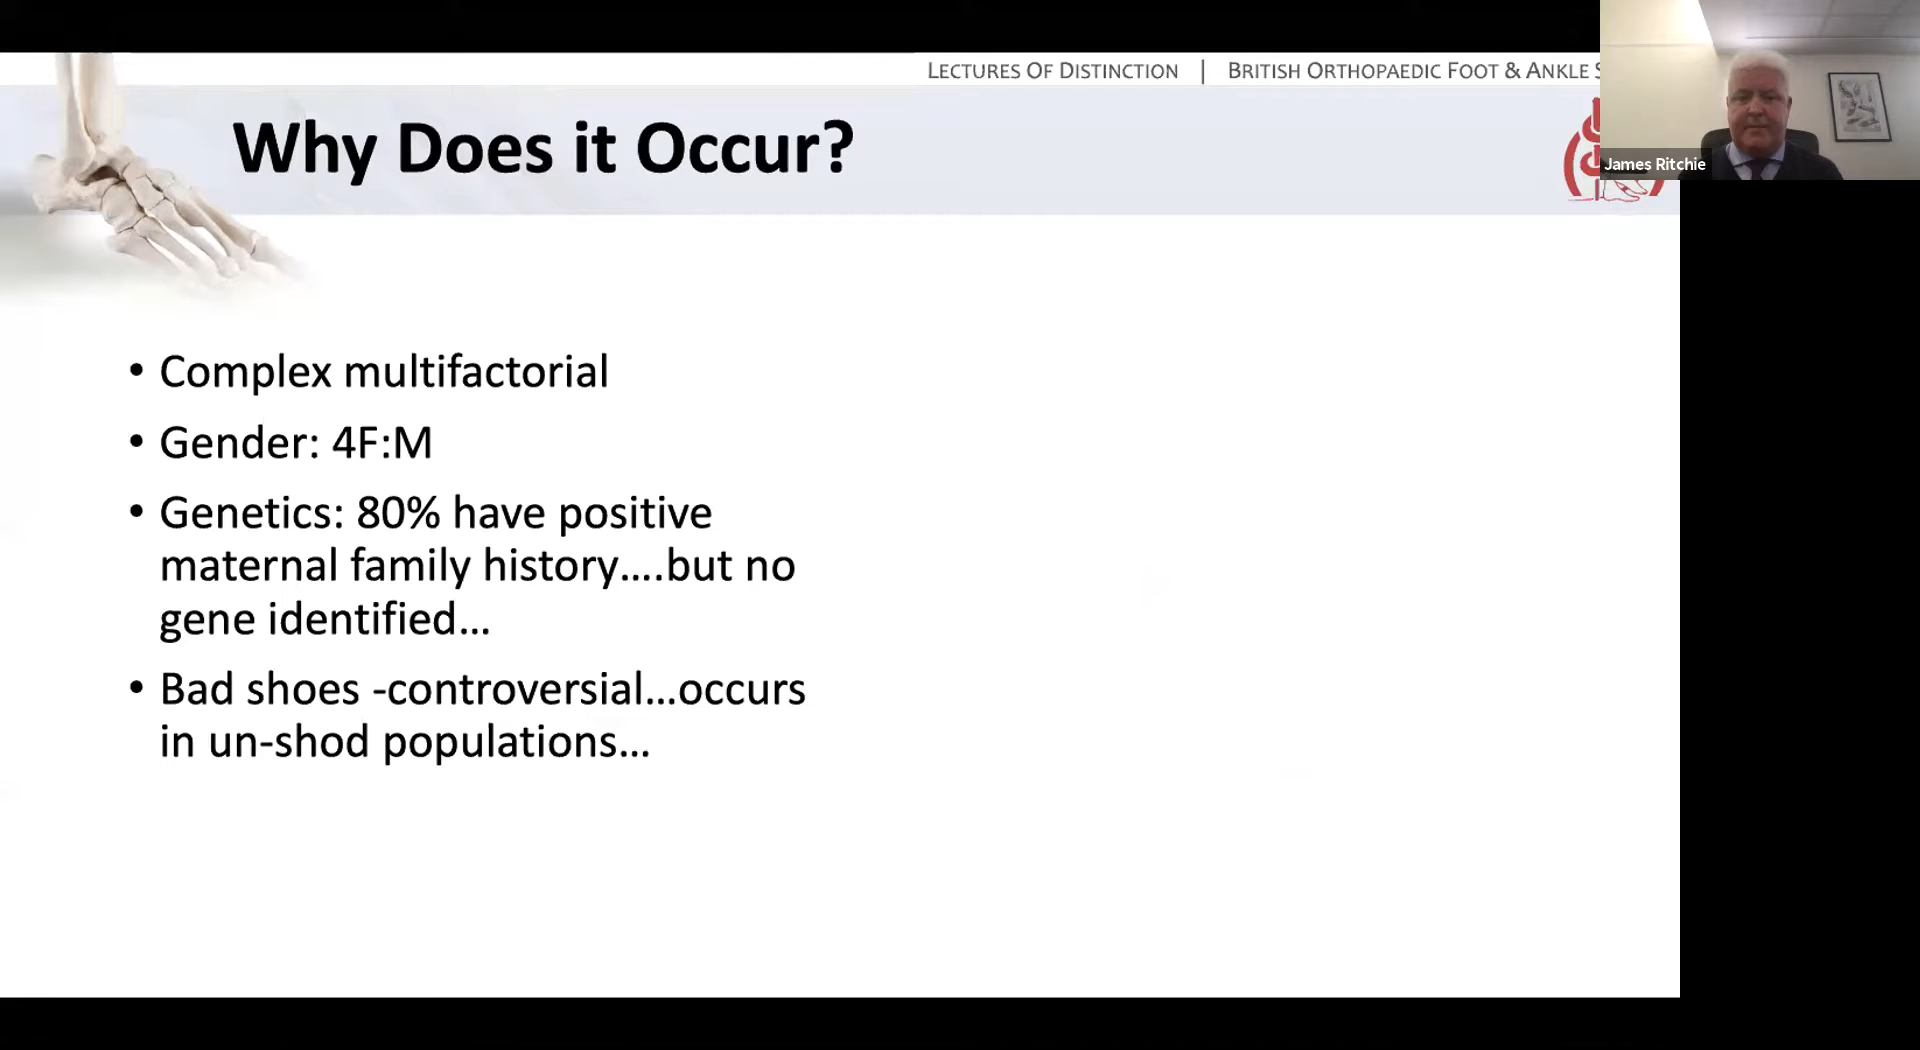 LECTURES OF DISTINCTION | BRITISH ORTHOPAEDIC FOOT & ANKLE
Why Does it Occur?
James Ritchie
• Complex multifactorial
• Gender: 4F:M
• Genetics: 80% have positive
maternal family history....but no
gene identified...
• Bad shoes -controversial...occurs
in un-shod populations...